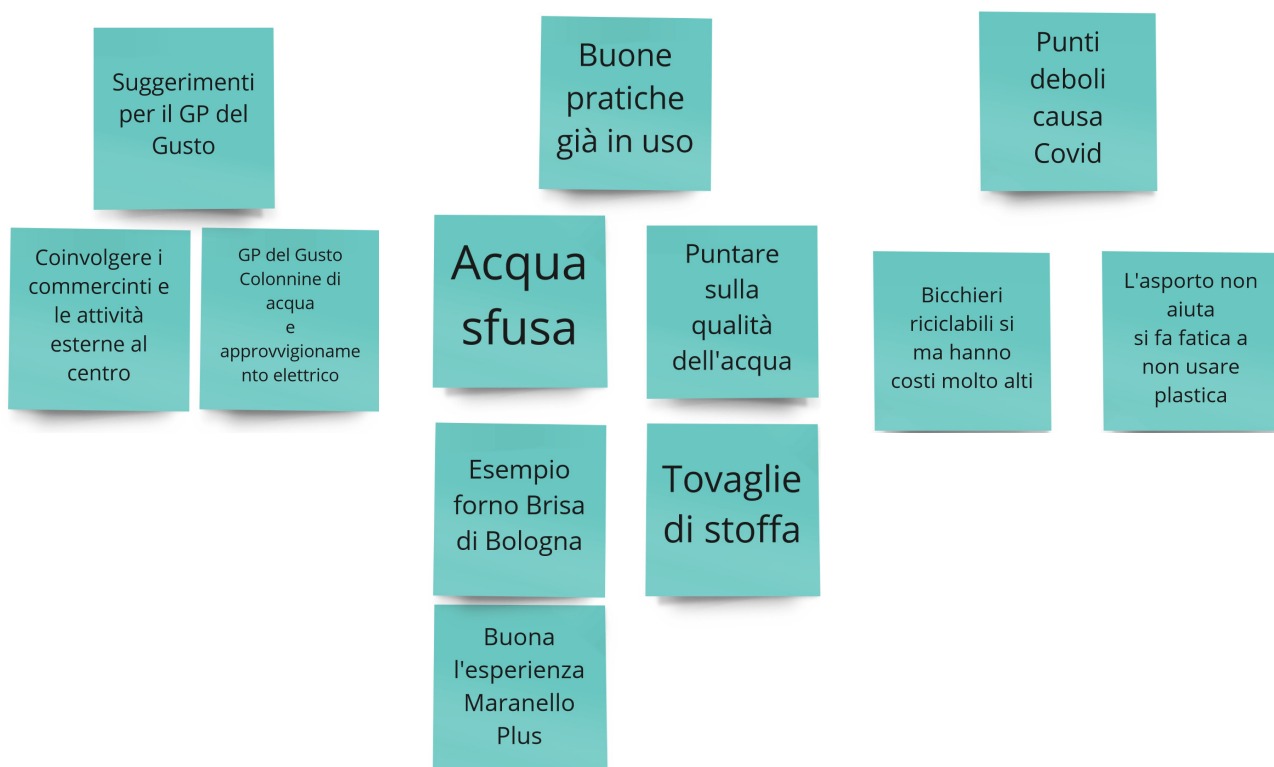 Suggerimenti
per il GP del
Gusto
Coinvolgere i
commercinti e
le attività
esterne al
centro
GP del Gusto
Colonnine di
acqua
e
approvvigioname
nto elettrico
Buone
pratiche
già in uso
Acqua
sfusa
Puntare
sulla
qualità
dell'acqua
Esempio
forno Brisa
di Bologna
Tovaglie
di stoffa
Buona
l'esperienza
Maranello
Plus
Punti
deboli
causa
Covid
Bicchieri
riciclabili si
ma hanno
costi molto alti
L'asporto non
aiuta
si fa fatica a
non usare
plastica